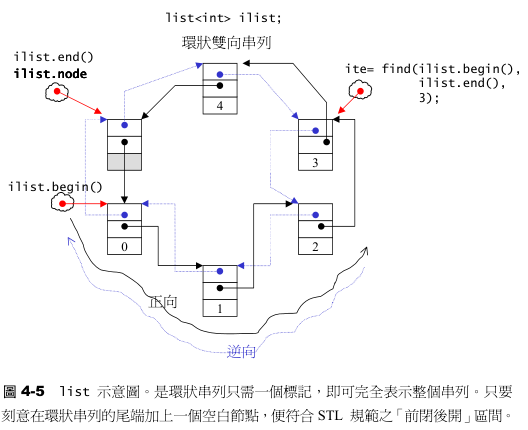 list<int> ilist;
環狀雙向串列
ilist.end()
ilist.node
ite= find(ilist.begin(),
ilist.end(),
3);
4
3
ilist.begin()
0
2
1
正向
逆向
圖 4-5 list 示意圖。是環狀串列只需一個標記，即可完全表示整個串列。只要
刻意在環狀串列的尾端加上一個空白節點，便符合 STL 規範之「前閉後開」區間。